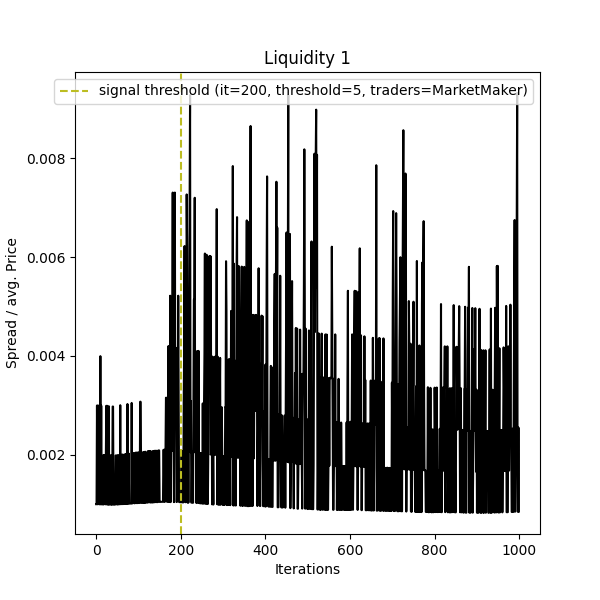 Liquidity 1
signal threshold (it=200, threshold=5, traders=MarketMaker)
0.008
0.006
0.004
0.002
Spread / avg. Price
0 200 400 600 800 1000
Iterations